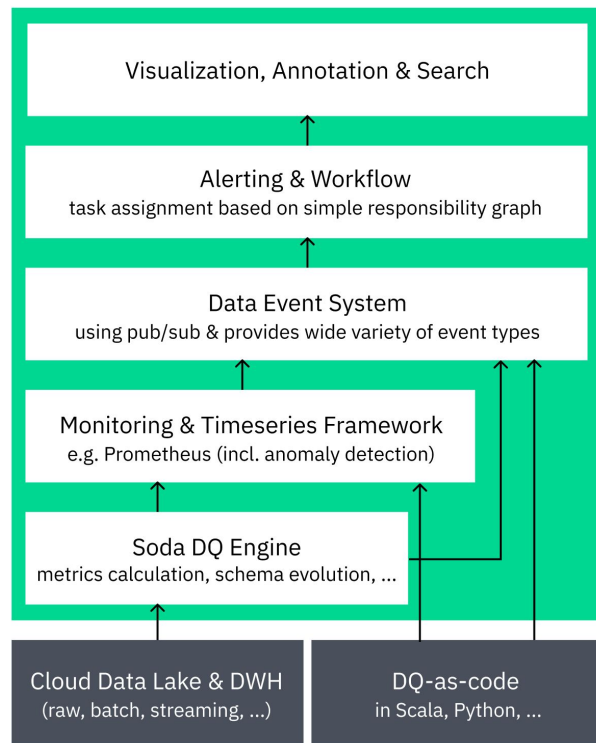 Visualization, Annotation & Search
Alerting & Workflow
task assignment based on simple responsibility graph
Data Event System
using pub/sub & provides wide variety of event types
Monitoring & Timeseries Framework
e.g. Prometheus (incl. anomaly detection)
Soda DQ Engine
metrics calculation, schema evolution, ...
Cloud Data Lake & DWH
(raw, batch, streaming, ...)
DQ-as-code
in Scala, Python, ...